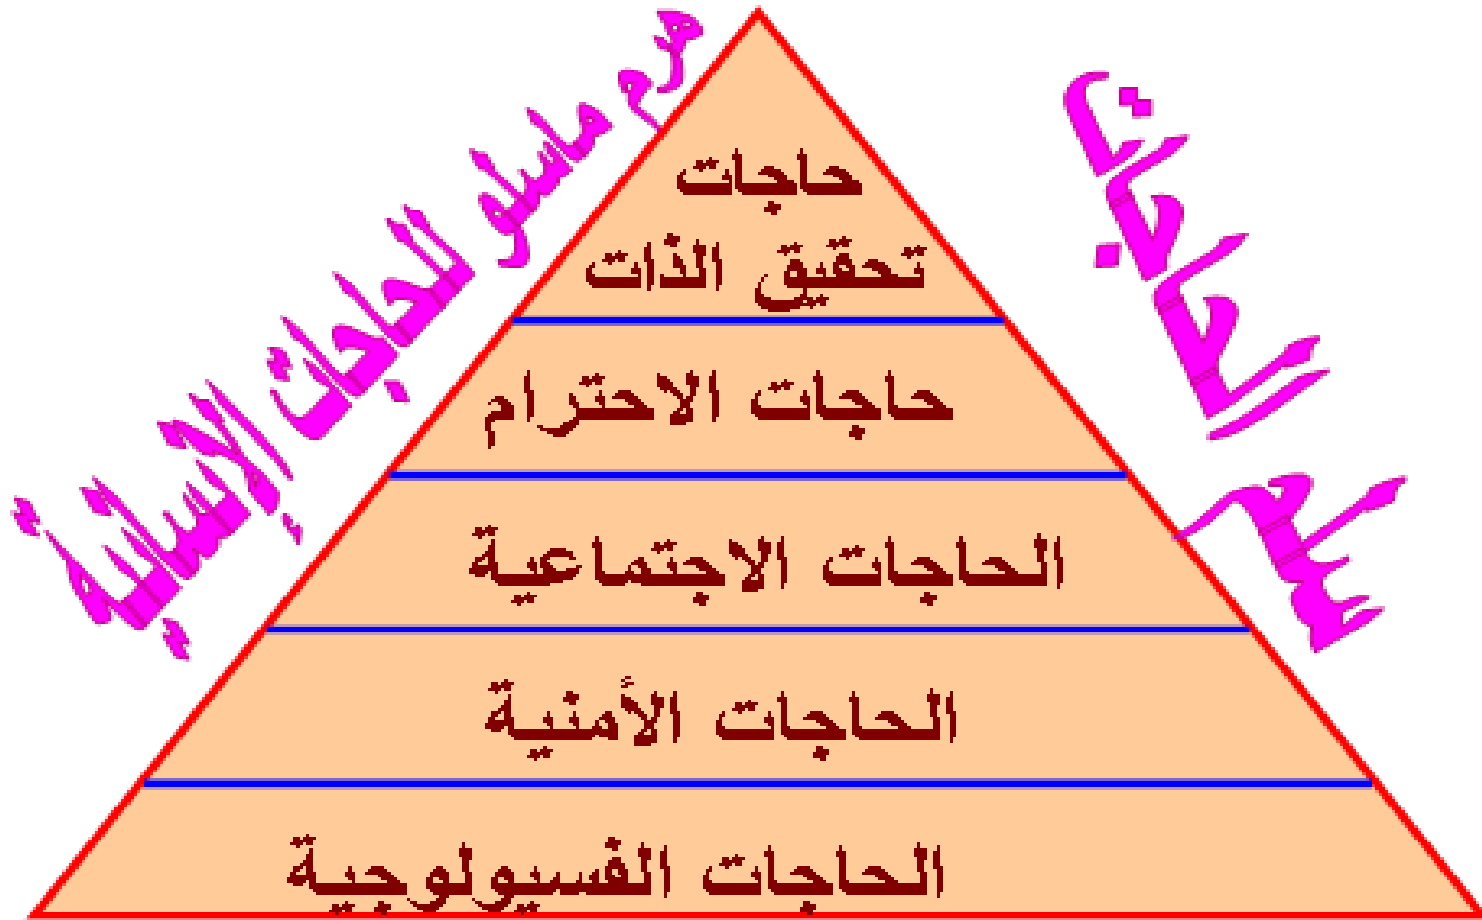 هرم ماسلو للحاجات الإنسانية
سلم الحاجات
حاجات
تحقيق الذات
حاجات الاحترام
الحاجات الاجتماعية
الحاجات الأمنية
الحاجات الفسيولوجية